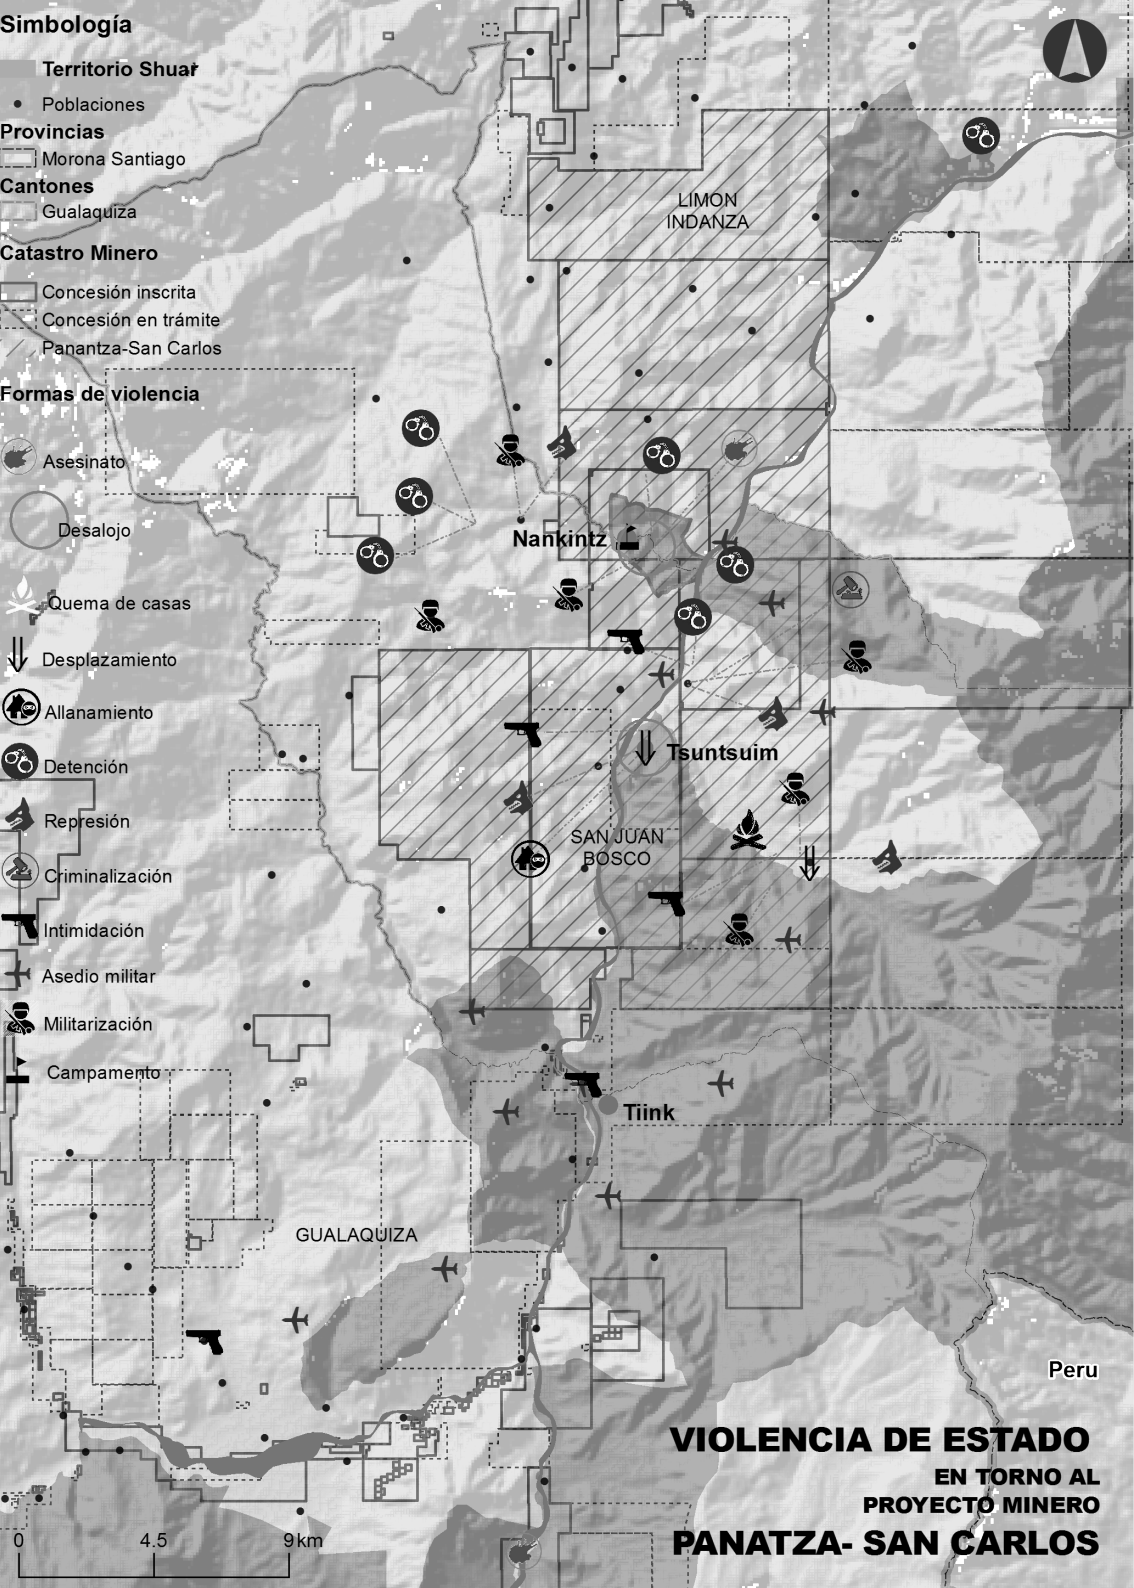 Simbología
Territorio Shuar
Poblaciones
Provincias
Morona Santiago
Cantones
Gualaquiza
Catastro Minero
Concesión inscrita
Concesión en trámite
Panantza-San Carlos
Formas de violencia
Asesinato
Desalojo
Quema de casas
Desplazamiento
Allanamiento
Detención
Represión
Criminalización
Intimidación
Asedio militar
Militarización
Campamento
LIMON
INDANZA
Nankintz
Tsuntsuim
SAN JUAN
BOSCO
Tiink
GUALAQUIZA
Peru
VIOLENCIA DE ESTADO
EN TORNO AL
PROYECTO MINERO
PANATZA- SAN CARLOS
0 4.5 9km